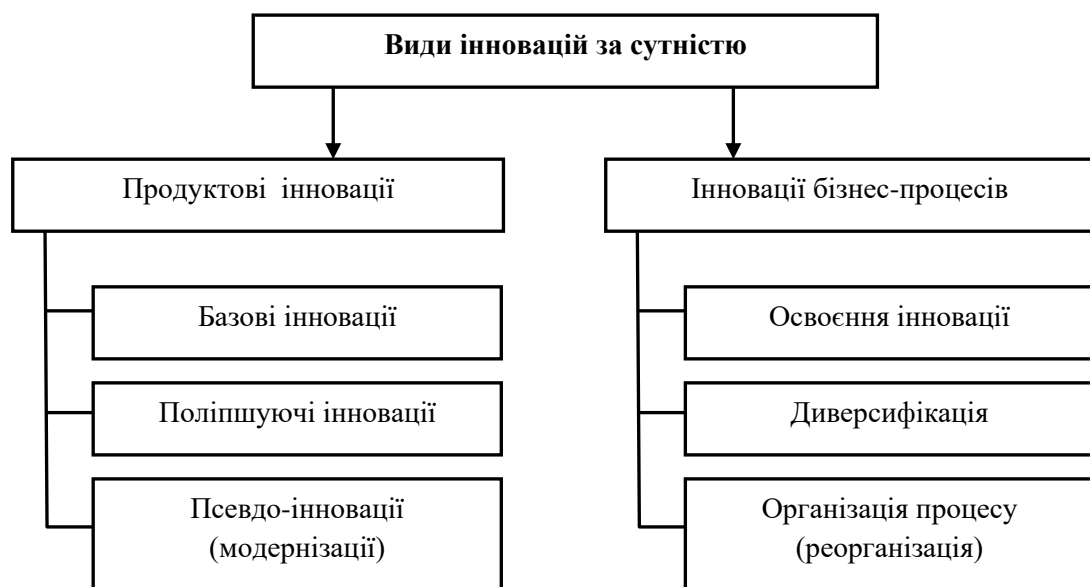 Види інновацій за сутністю
Продуктові інновації
Базові інновації
Поліпшуючі інновації
Псевдо-інновації
(модернізації)
Інновації бізнес-процесів
Освоєння інновації
Диверсифікація
Організація процесу
(реорганізація)